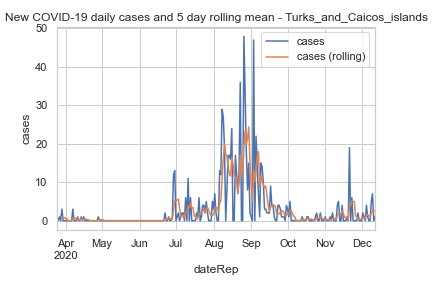 New COVID-19 daily cases and 5 day rolling mean - Turks_and_Caicos_islands
cases
cases (rolling)
50
40
30
20
10
0
cases
Apr May Jun Jul Aug Sep Oct Nov Dec
2020
dateRep